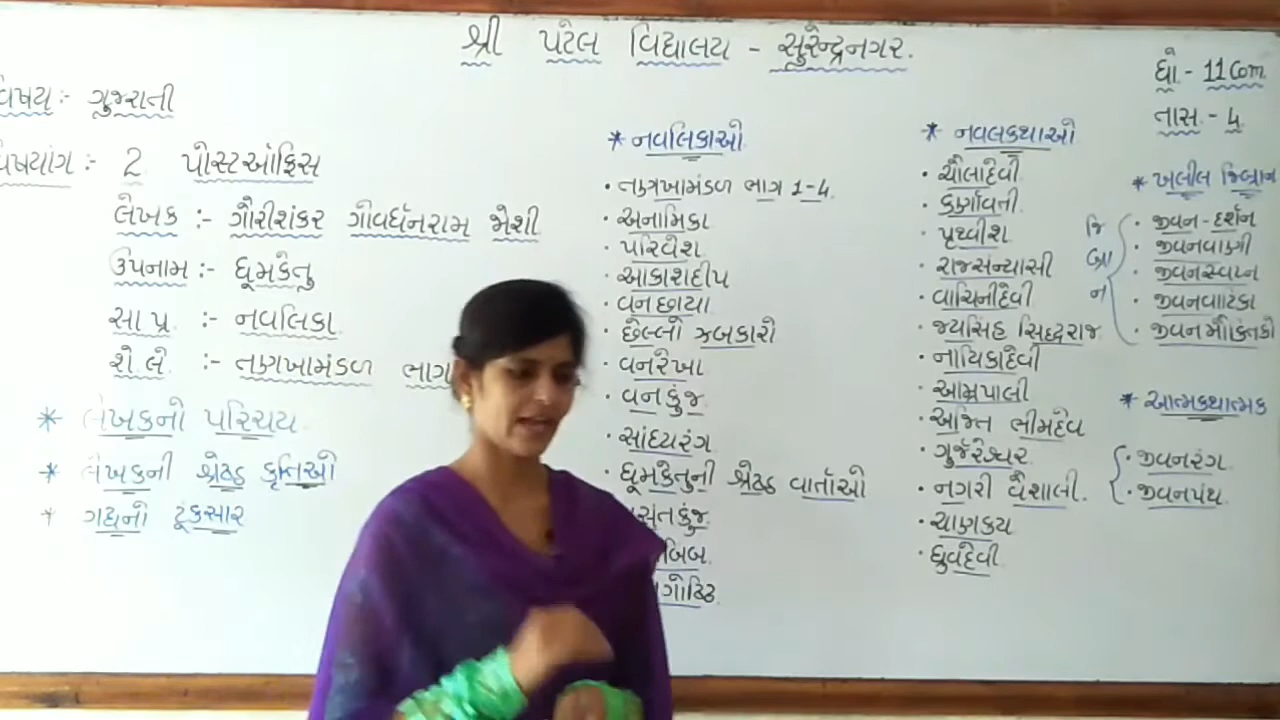 શ્રી પટેલ વિદ્યાલય - સુરેન્દ્રનગર.
ધો.- 11 Com.
તાસ - 4
વિષય :- ગુજરાતી
વિષયાંગ :- 2 પોસ્ટઑફિસ
લેખક :- ગૌરીશંકર ગોવર્ધનરામ જોશી
ઉપનામ :- ધૂમકેતુ
સા પ્ર. :- નવલિકા
શે લે :- તણખામંડળ ભાગ
* લેખકનો પરિચય
* લેખકની શ્રેષ્ઠ કૃતિઓ
* ગદ્યનો ટૂંકસાર
* નવલિકાઓ
• તણખામંડળ ભાગ 1-4.
• અનામિકા
• પરિવેશ
• આકાશદીપ
• વનછાયા
• છેલ્લો ઝબકારો
• વનરેખા
• વનકુંજ
• સાંધ્યરંગ
• ધૂમકેતુની શ્રેષ્ઠ વાર્તાઓ
* નવલકથાઓ
• ચૌલાદેવી
• કર્ણાવતી
• પૃથ્વીશ
• રાજસન્યાસી
• વાચિનીદેવી
• જયસિંહ સિદ્ધરાજ
• નાયિકાદેવી
• આમ્રપાલી
• અજિત ભીમદેવ
• ગુર્જરેશ્વર
• નગરી વૈશાલી.
• ચાણક્ય
• ધ્રુવદેવી
* ખલીલ જિબ્રાન
જિબ્રાન
• જીવન - દર્શન
• જીવનવાણી
• જીવનસ્વપ્ન
• જીવનવાટિકા
• જીવન મૌક્તિકો
* આત્મકથાત્મક
• જીવનરંગ
• જીવનપંથ